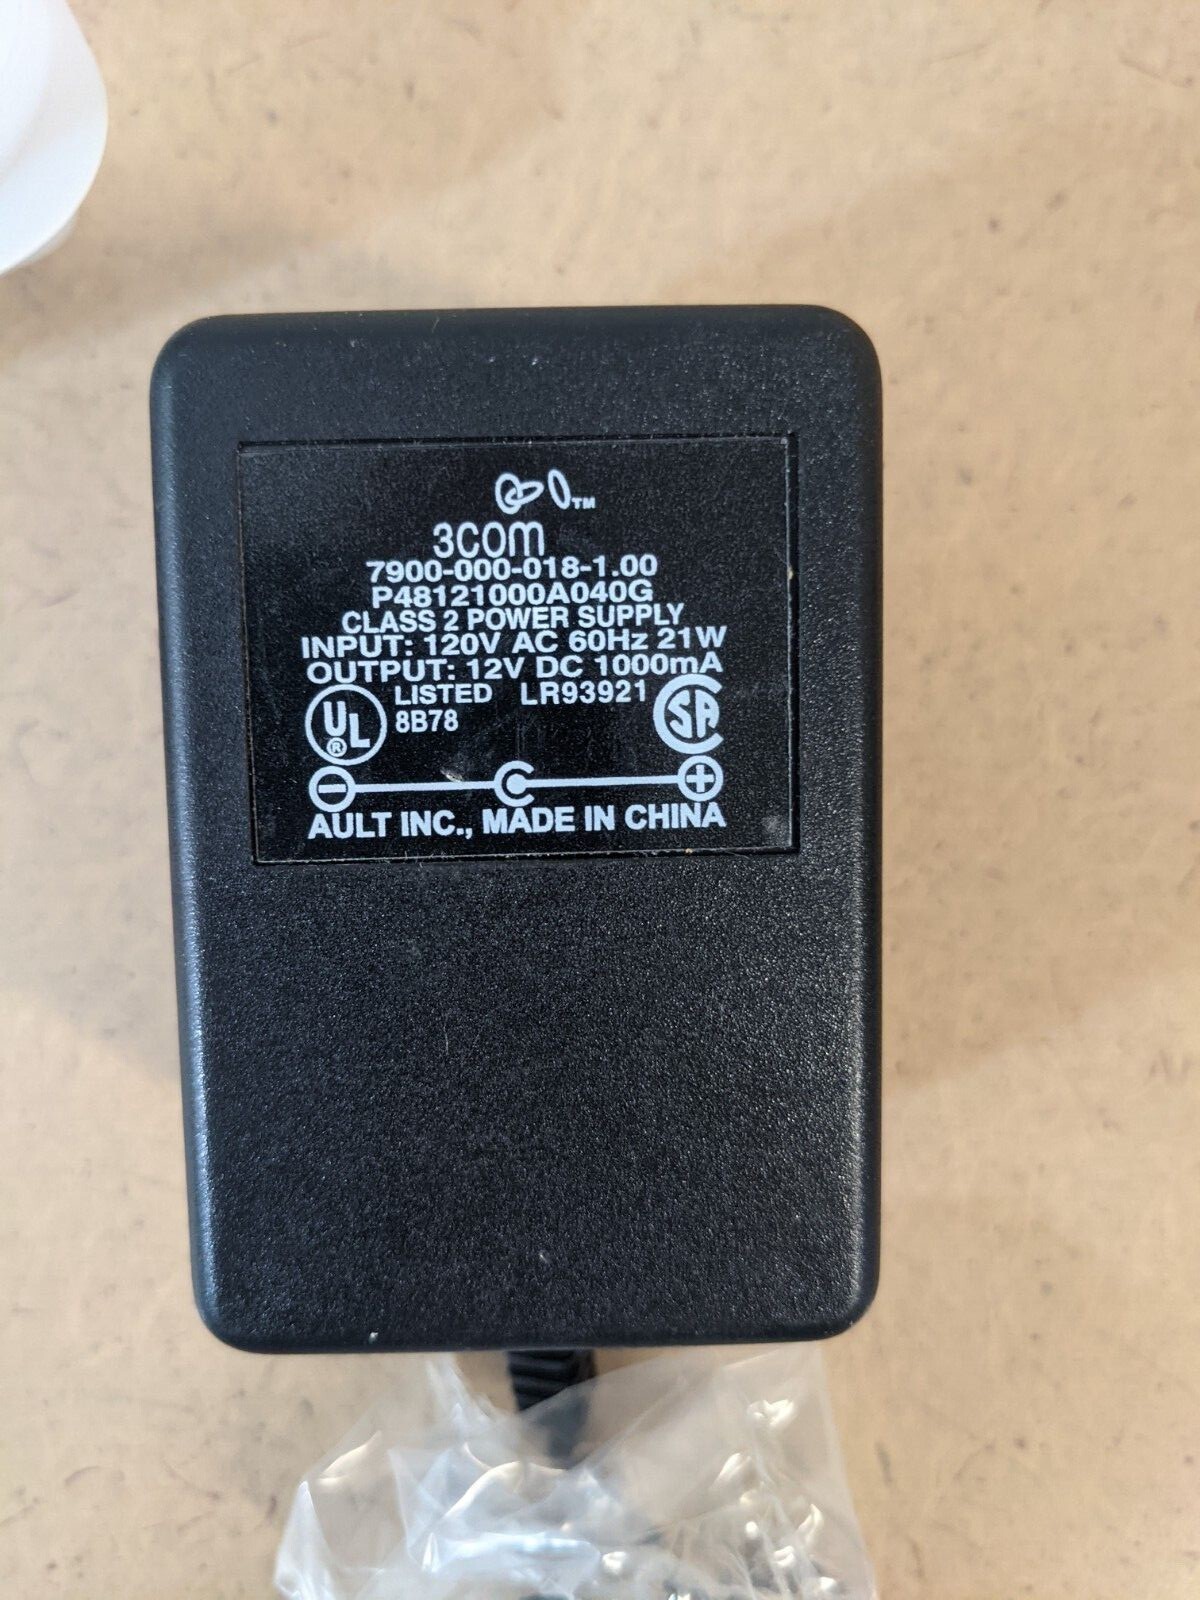 TM
3com
7900-000-018-1.00
P48121000A040G
CLASS 2 POWER SUPPLY
INPUT: 120V AC 60Hz 21W
OUTPUT: 12V DC 1000mA
UL ® LISTED LR93921 SA
8B78
AULT INC., MADE IN CHINA